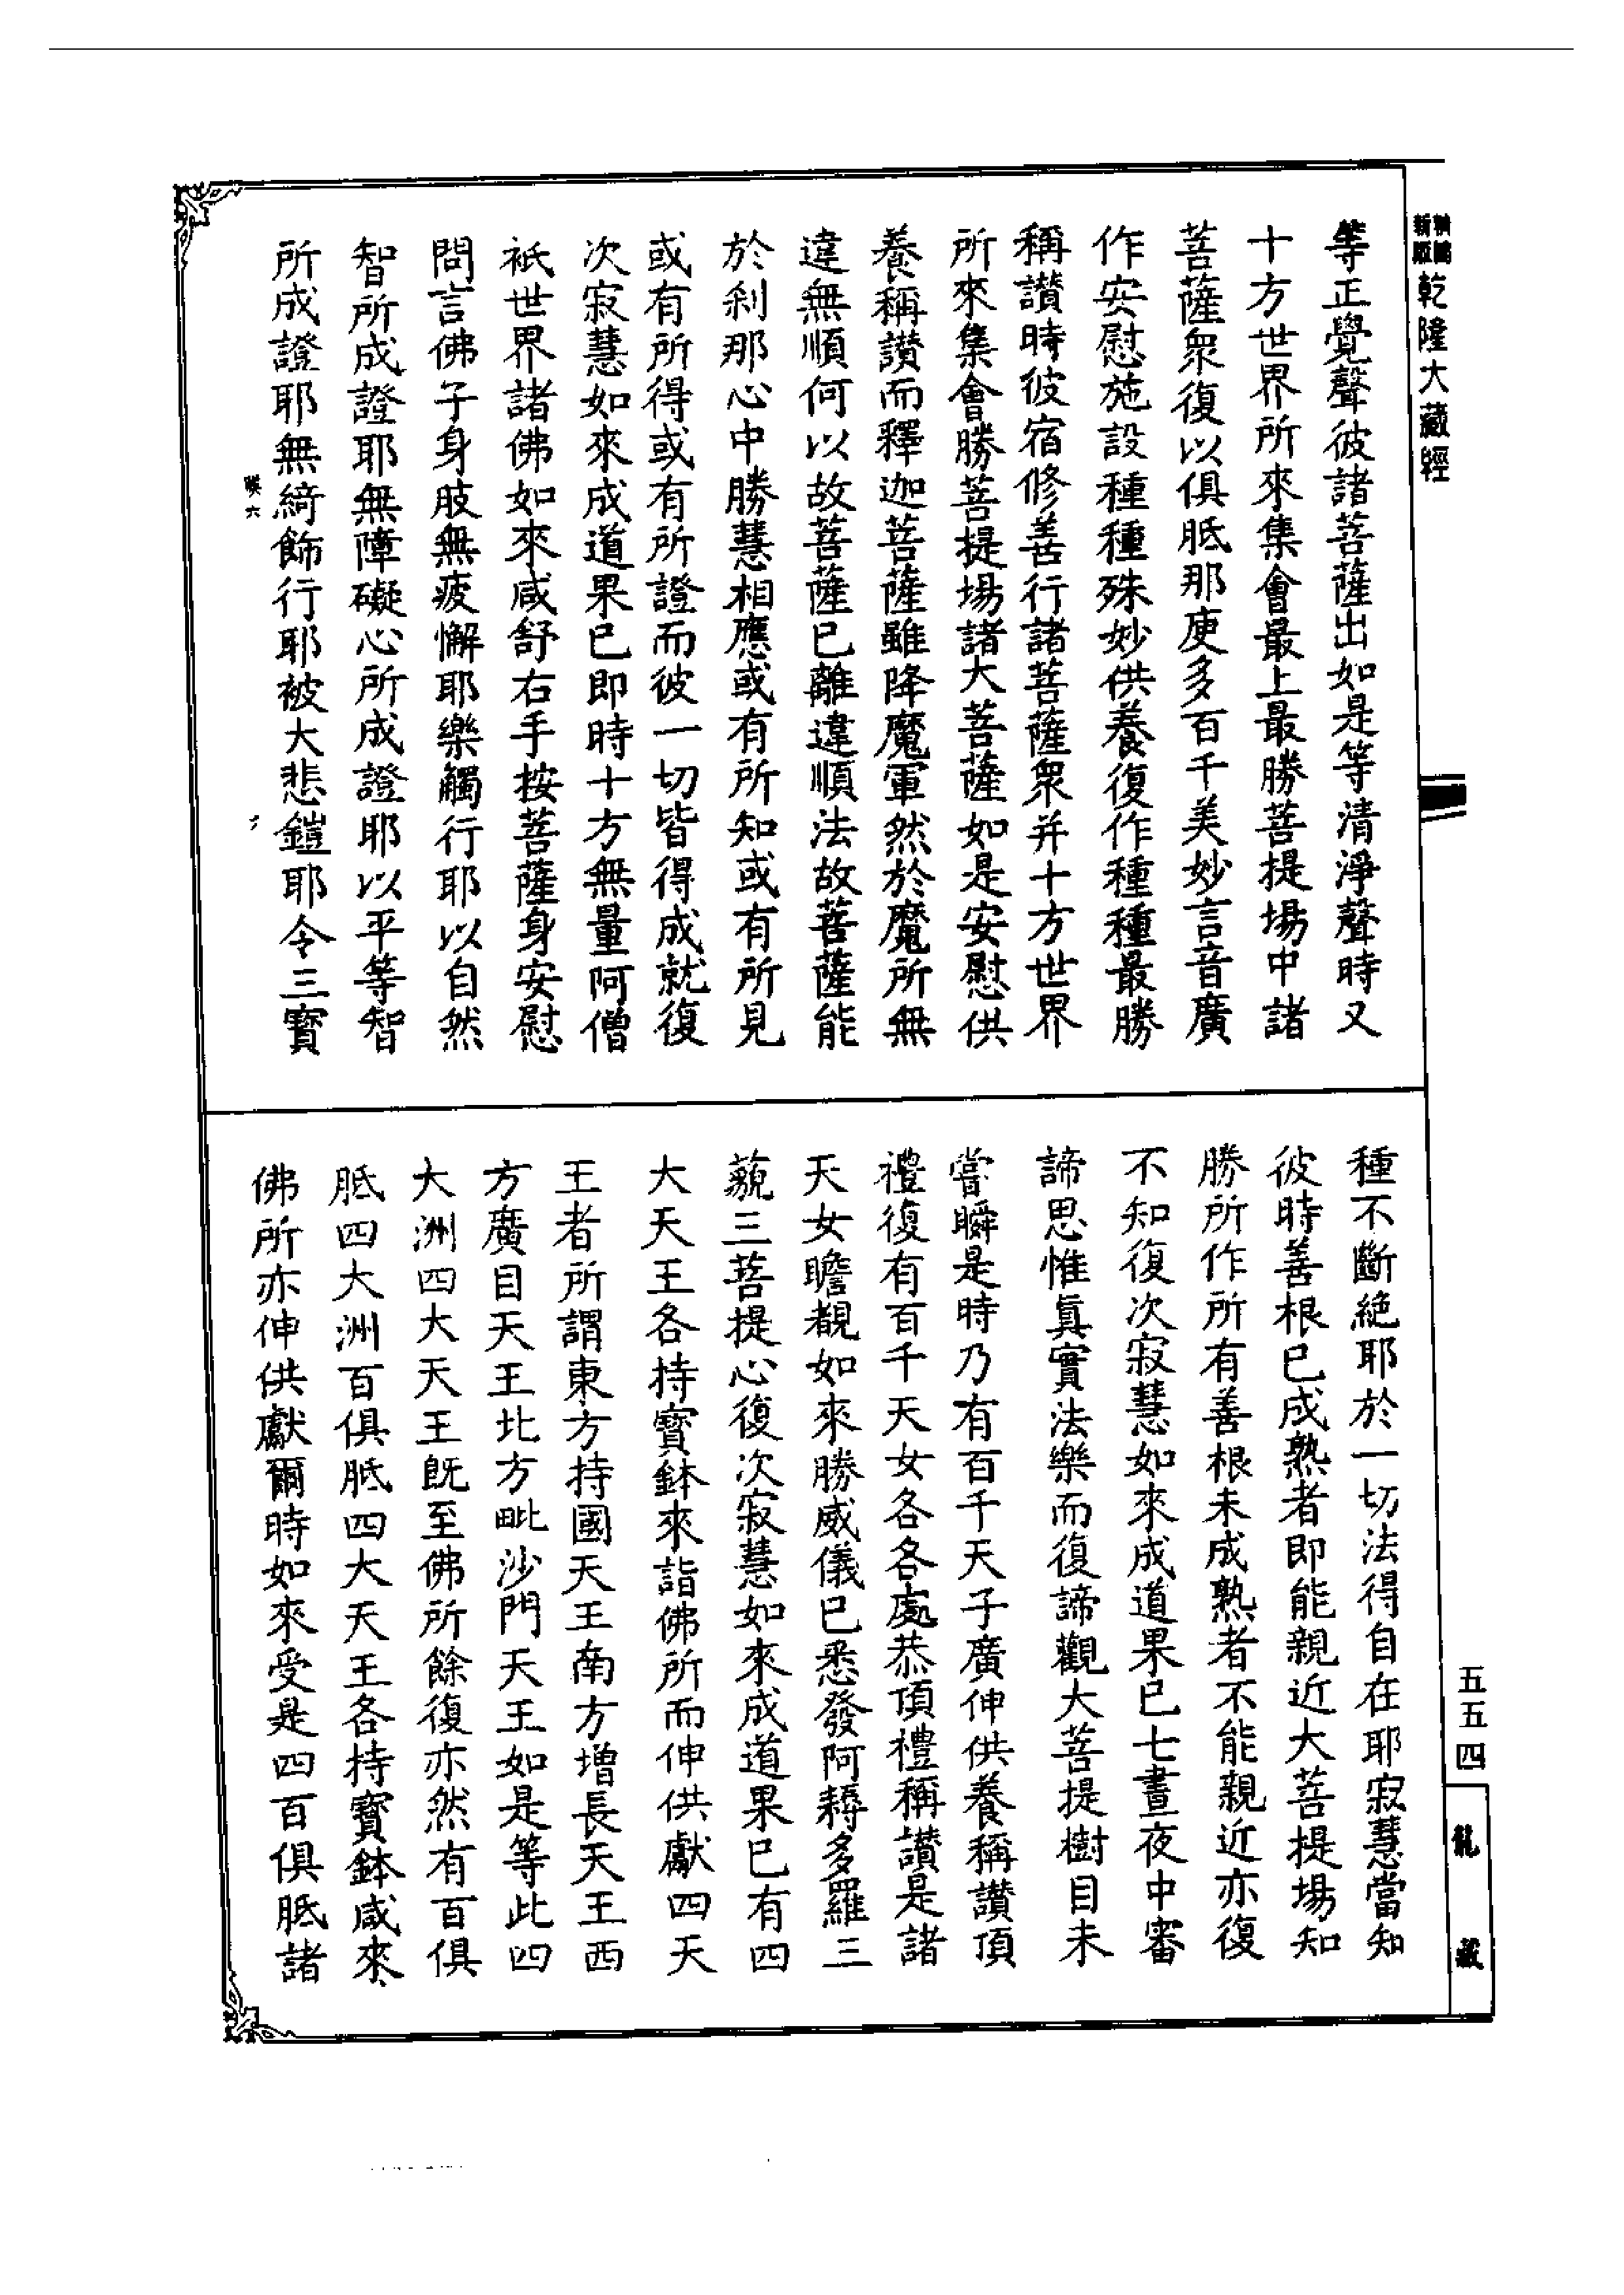 乾隆大藏經
等正覺聲彼諸菩薩出如是等清淨聲時又
十方世界所來集會最上最勝菩提場中諸
菩薩眾復以俱胝那庾多百千美妙言音廣
作安慰施設種種殊妙供養復作種種最勝
稱讚時彼宿修善行諸菩薩眾并十方世界
所來集會勝菩提場諸大菩薩如是安慰供
養稱讚而釋迦菩薩雖降魔軍然於魔所無
違無順何以故菩薩已離違順法故菩薩能
於剎那心中勝慧相應或有所知或有所見
或有所得或有所證而彼一切皆得成就復
次寂慧如來成道果已即時十方無量阿僧
祇世界諸佛如來咸舒右手按菩薩身安慰
問言佛子身肢無疲懈耶樂觸行耶以自然
智所成證耶無障礙心所成證耶以平等智
所成證耶無綺飾行耶被大悲鎧耶令三寶
種不斷絶耶於一切法得自在耶寂慧當知
彼時善根已成熟者即能親近大菩提場知
勝所作所有善根未成熟者不能親近亦復
不知復次寂慧如來成道果已七晝夜中審
諦思惟真實法樂而復諦觀大菩提樹目未
嘗瞬是時乃有百千天子廣伸供養稱讚頂
禮復有百千天女各各處恭頂禮稱讚是諸
天女瞻覩如來勝威儀已悉發阿耨多羅三
藐三菩提心復次寂慧如來成道果已有四
大天王各持寶鉢來詣佛所而伸供獻四天
王者所謂東方持國天王南方增長天王西
方廣目天王北方毗沙門天王如是等此四
大洲四大天王既至佛所餘復亦然有百俱
胝四大洲百俱胝四大天王各持寶鉢咸來
佛所亦伸供獻爾時如來受是四百俱胝諸
五五四
龍藏